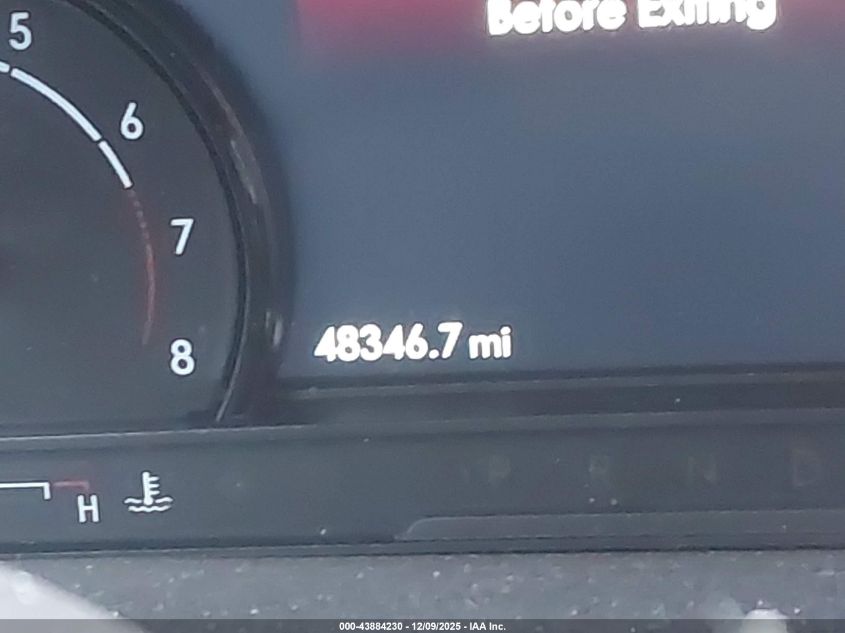 Before Exiting
5
6
7
8
48346.7 mi
P R N D
H
000-43884230 - 12/09/2025 - IAA Inc.